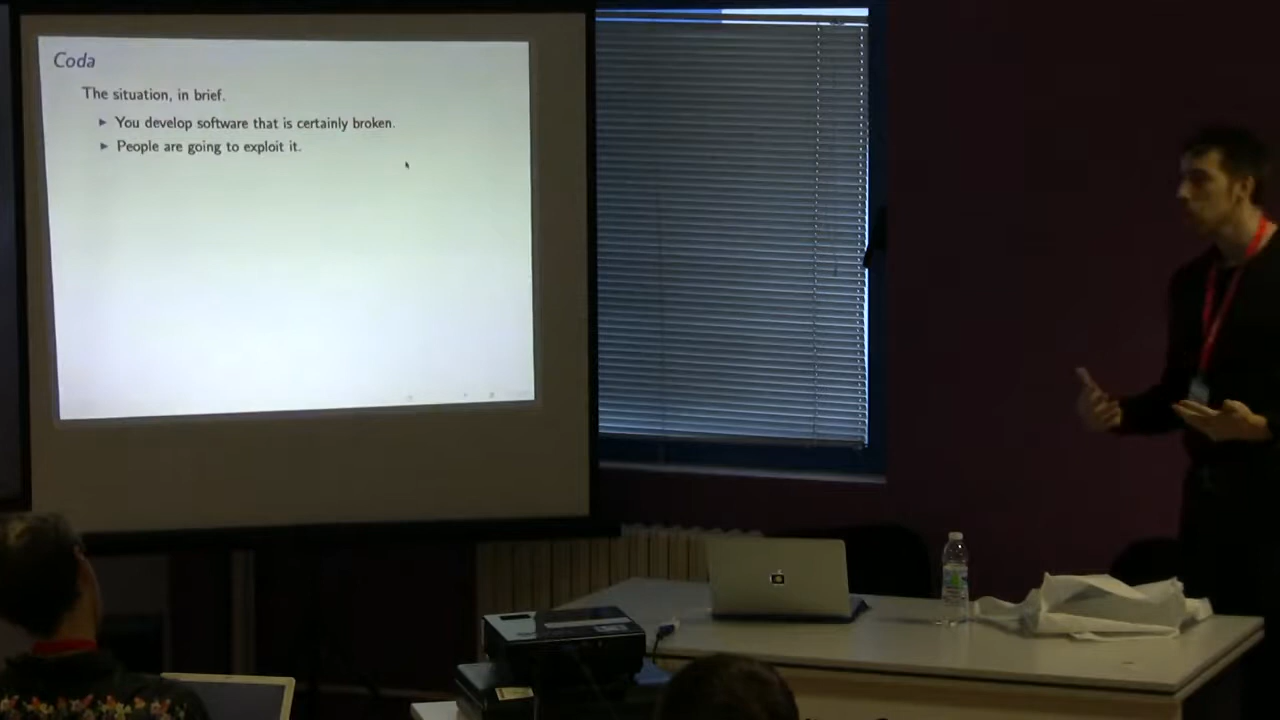 Coda
The situation, in brief.
You develop software that is certainly broken.
People are going to exploit it.